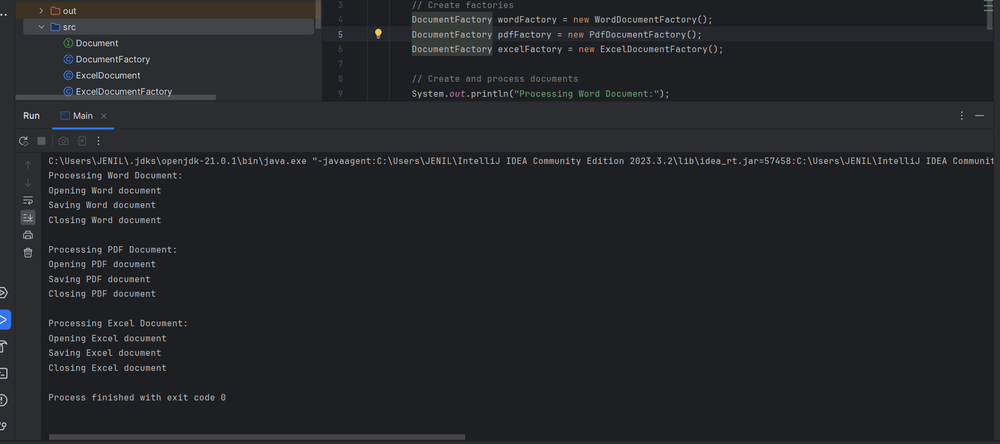 out
src
Document
DocumentFactory
ExcelDocument
ExcelDocumentFactory
3 // Create factories
4 DocumentFactory wordFactory = new WordDocumentFactory();
5 DocumentFactory pdfFactory = new PdfDocumentFactory();
6 DocumentFactory excelFactory = new ExcelDocumentFactory();
7
8 // Create and process documents
9 System.out.println("Processing Word Document:");
Run Main
C:\Users\JENIL\.jdks\openjdk-21.0.1\bin\java.exe "-javaagent:C:\Users\JENIL\IntelliJ IDEA Community Edition 2023.3.2\lib\idea_rt.jar=57458:C:\Users\JENIL\IntelliJ IDEA Communit
Processing Word Document:
Opening Word document
Saving Word document
Closing Word document
Processing PDF Document:
Opening PDF document
Saving PDF document
Closing PDF document
Processing Excel Document:
Opening Excel document
Saving Excel document
Closing Excel document
Process finished with exit code 0